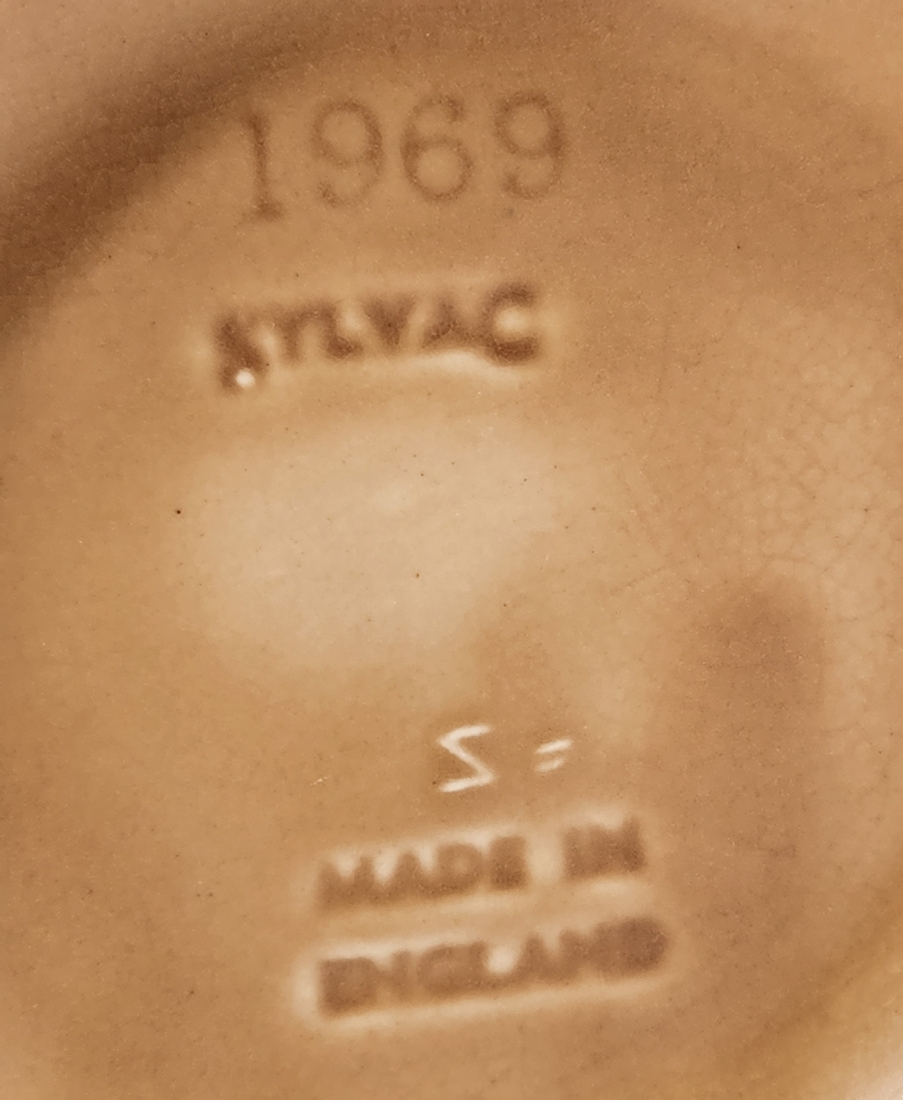 1969
SYLVAC
S =
MADE IN
ENGLAND